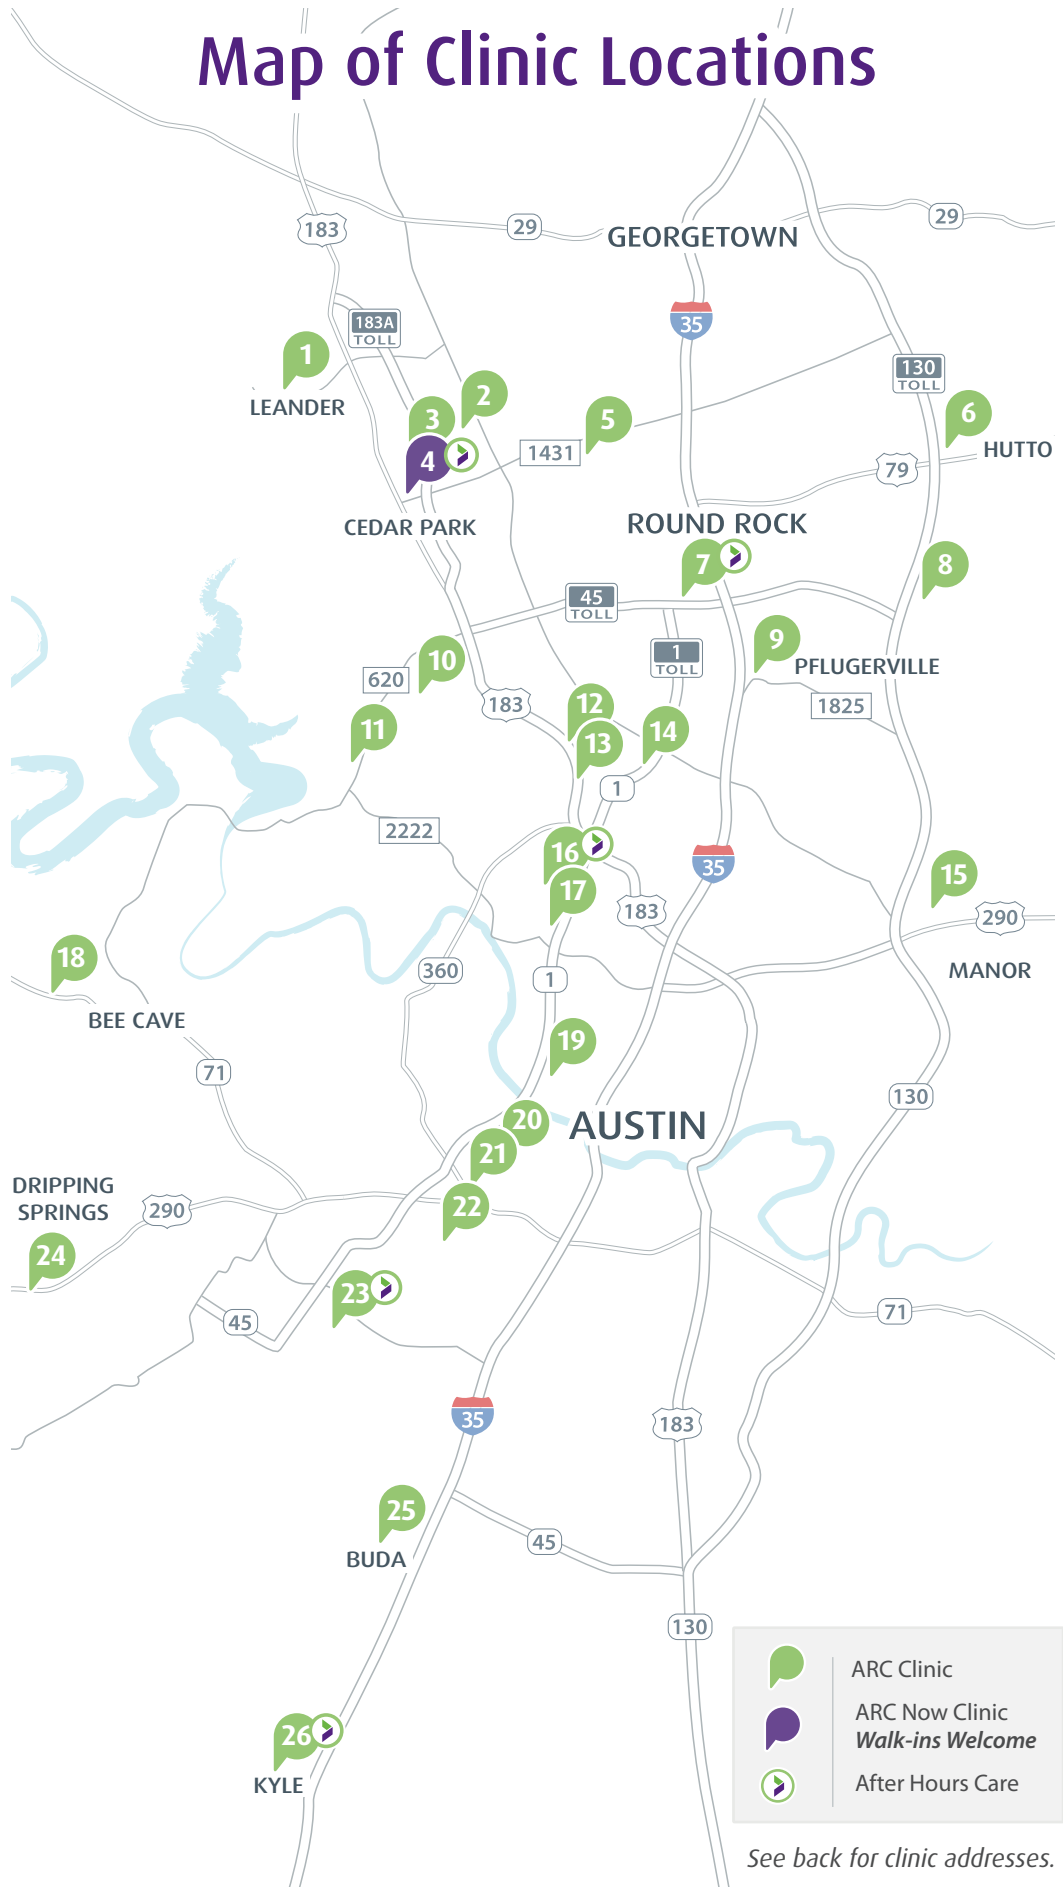 Map of Clinic Locations
183
29
GEORGETOWN
29
183A
TOLL
35
1
LEANDER
130
TOLL
2
3
5
6
4
1431
HUTTO
79
CEDAR PARK
ROUND ROCK
7
8
45
TOLL
9
1
TOLL
PFLUGERVILLE
10
620
183
1825
12
11
13
14
1
2222
16
35
17
15
183
290
18
360
1
MANOR
BEE CAVE
19
71
130
20
AUSTIN
21
DRIPPING
SPRINGS
290
22
24
23
45
71
35
183
25
45
BUDA
130
26
KYLE
ARC Clinic
ARC Now Clinic
Walk-ins Welcome
After Hours Care
See back for clinic addresses.